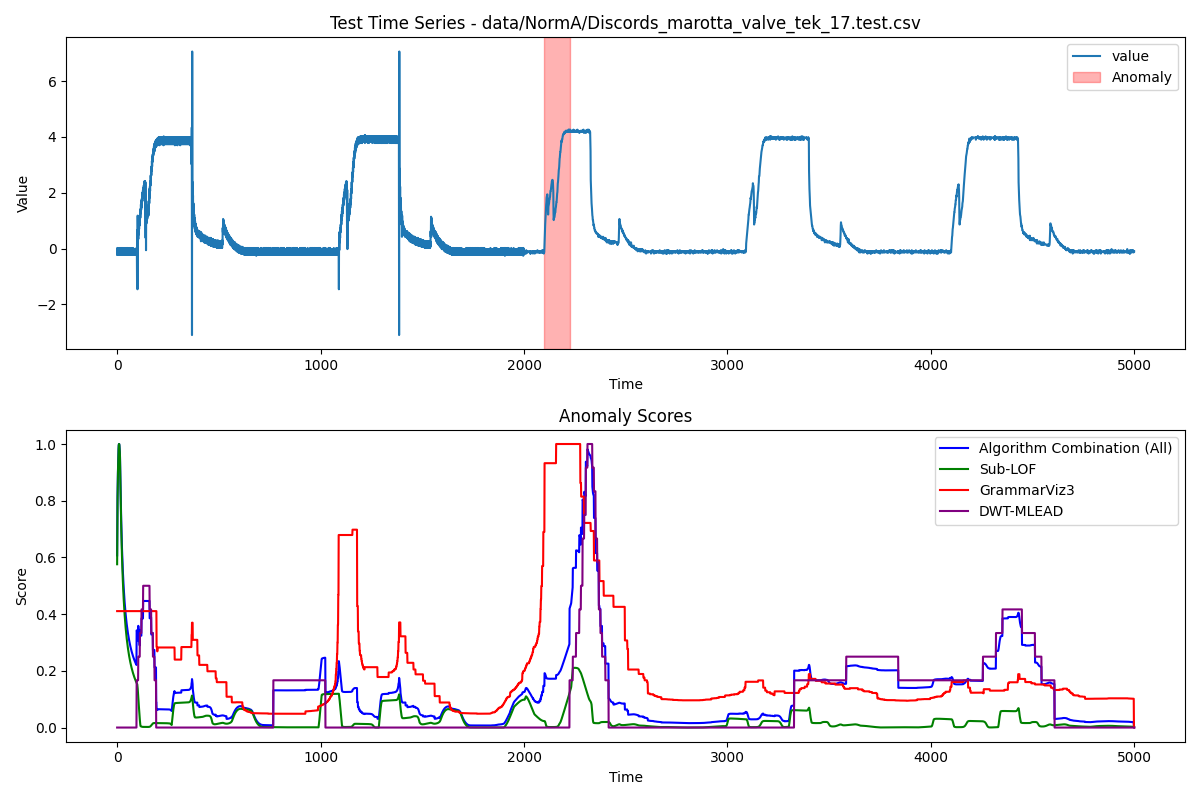 Test Time Series - data/NormA/Discords_marotta_valve_tek_17.test.csv
value
Anomaly
6
4
2
0
−2
Value
0 1000 2000 3000 4000 5000
Time
Anomaly Scores
Algorithm Combination (All)
Sub-LOF
GrammarViz3
DWT-MLEAD
1.0
0.8
0.6
0.4
0.2
0.0
Score
0 1000 2000 3000 4000 5000
Time